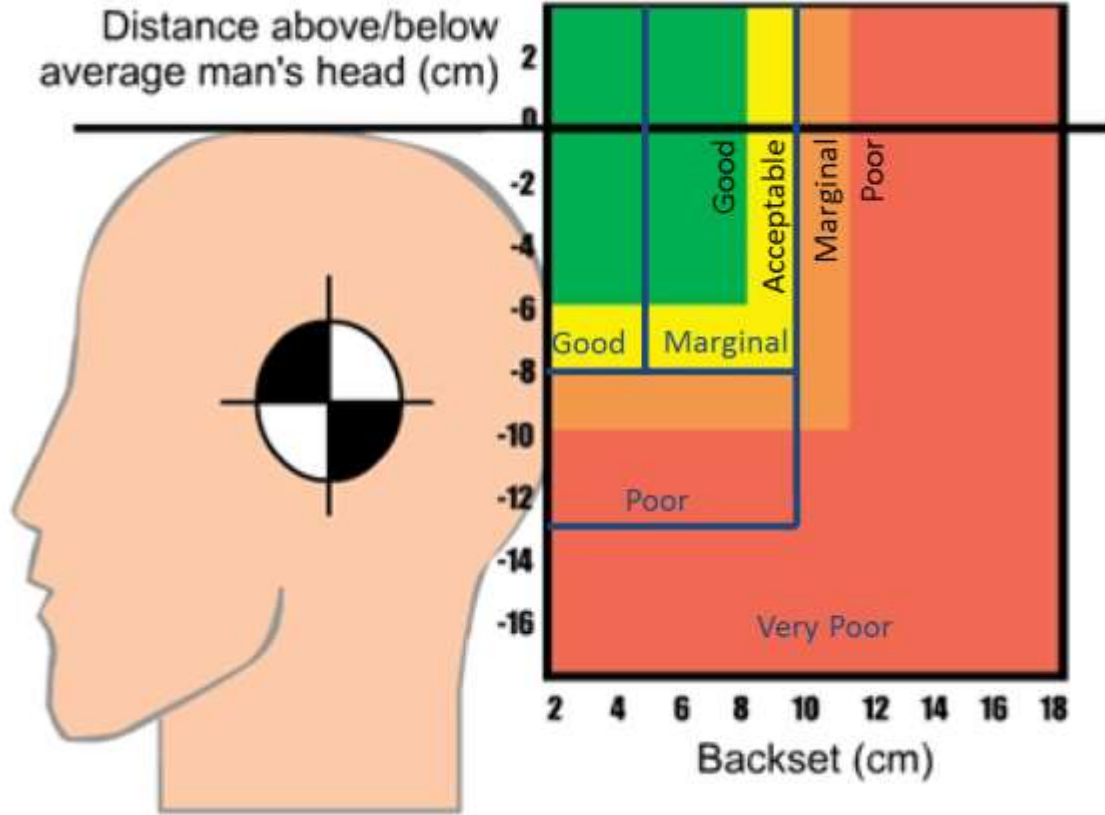 Distance above/below
average man's head (cm)
2
0
-2
-4
-6
-8
-10
-12
-14
-16
Good
Acceptable
Marginal
Poor
Good
Marginal
Poor
Very Poor
2 4 6 8 10 12 14 16 18
Backset (cm)